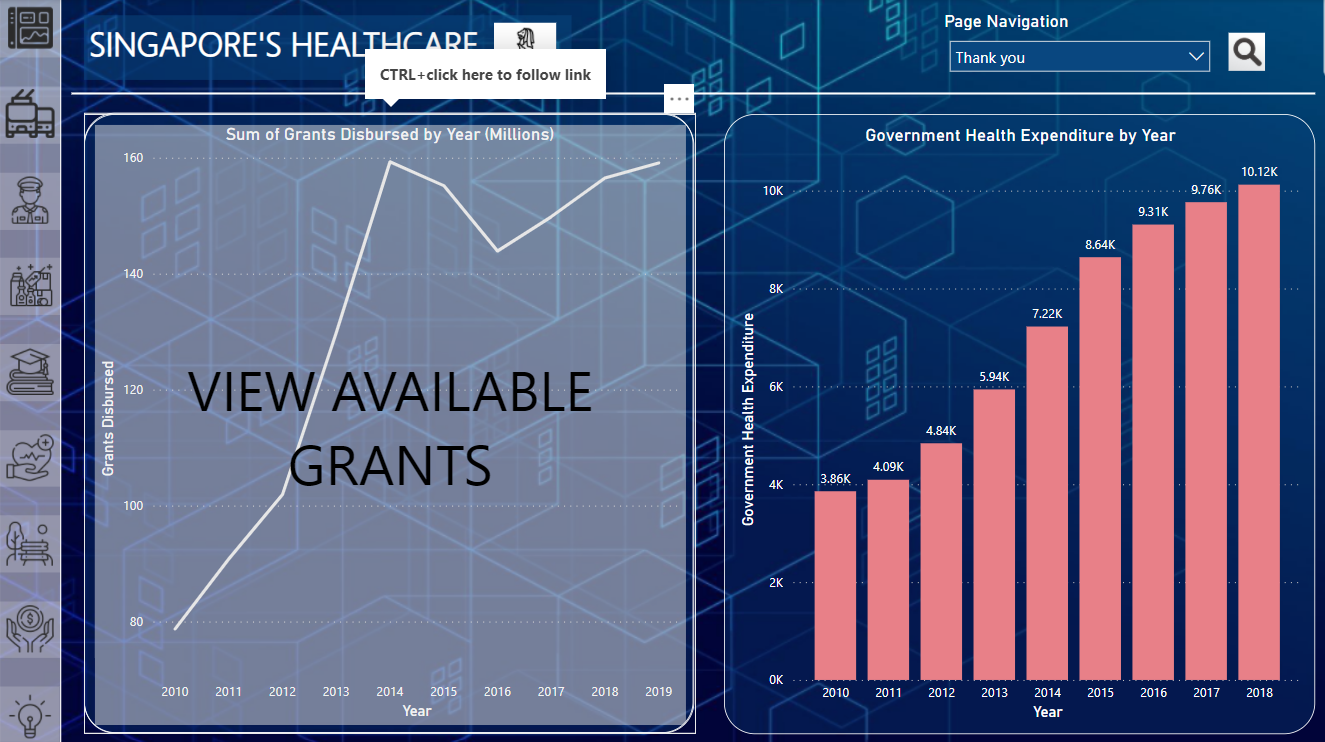 SINGAPORE'S HEALTHCARE
CTRL+click here to follow link
Page Navigation
Thank you
Sum of Grants Disbursed by Year (Millions)
160
140
120
100
80
Grants Disbursed
VIEW AVAILABLE
GRANTS
2010 2011 2012 2013 2014 2015 2016 2017 2018 2019
Year
Government Health Expenditure by Year
10K
8K
6K
4K
2K
0K
Government Health Expenditure
3.86K
4.09K
4.84K
5.94K
7.22K
8.64K
9.31K
9.76K
10.12K
2010 2011 2012 2013 2014 2015 2016 2017 2018
Year